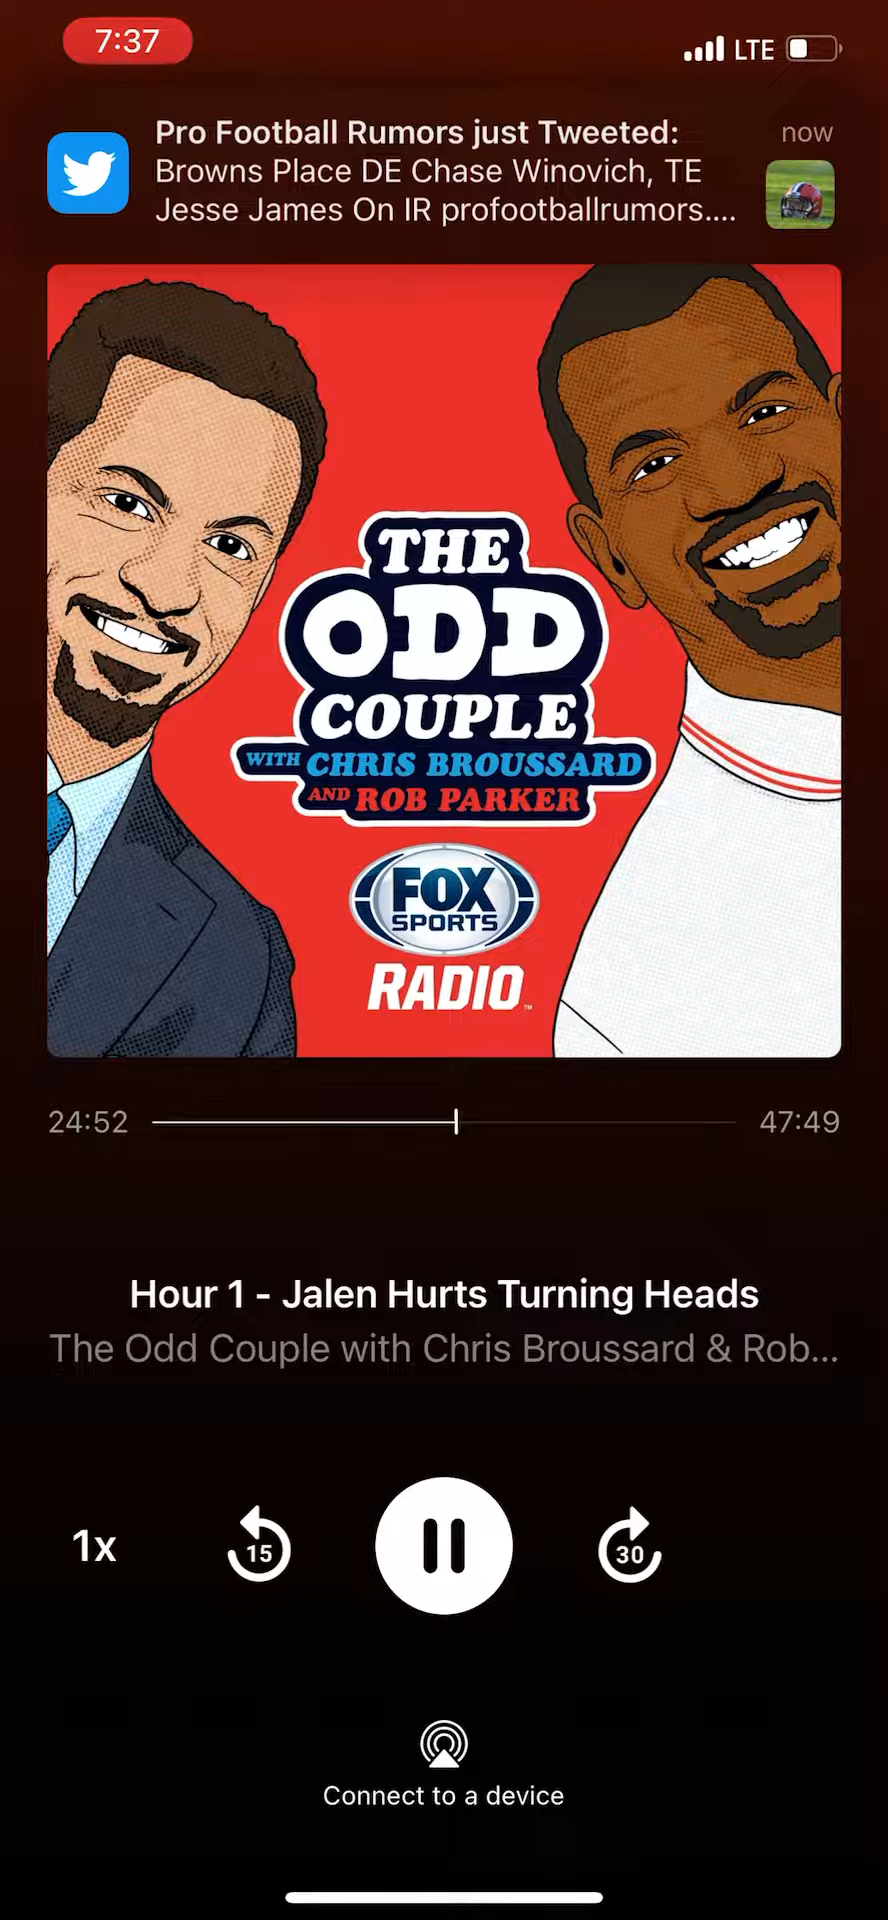 7:37
LTE
Pro Football Rumors just Tweeted:
now
Browns Place DE Chase Winovich, TE
Jesse James On IR profootballrumors....
THE
ODD
COUPLE
WITH CHRIS BROUSSARD
AND ROB PARKER
FOX
SPORTS
RADIO™
24:52
47:49
Hour 1 - Jalen Hurts Turning Heads
The Odd Couple with Chris Broussard & Rob...
1x
15
30
Connect to a device